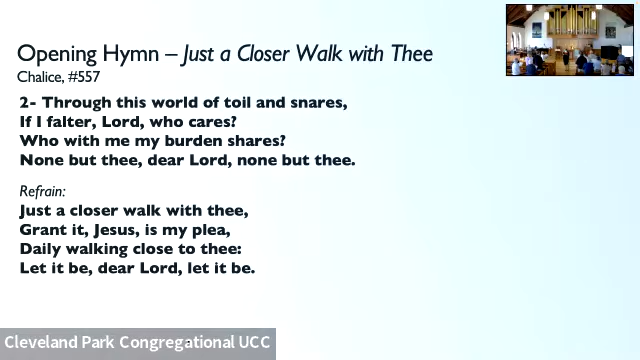 Opening Hymn – Just a Closer Walk with Thee
Chalice, #557
2- Through this world of toil and snares,
If I falter, Lord, who cares?
Who with me my burden shares?
None but thee, dear Lord, none but thee.
Refrain:
Just a closer walk with thee,
Grant it, Jesus, is my plea,
Daily walking close to thee:
Let it be, dear Lord, let it be.
Cleveland Park Congregational UCC